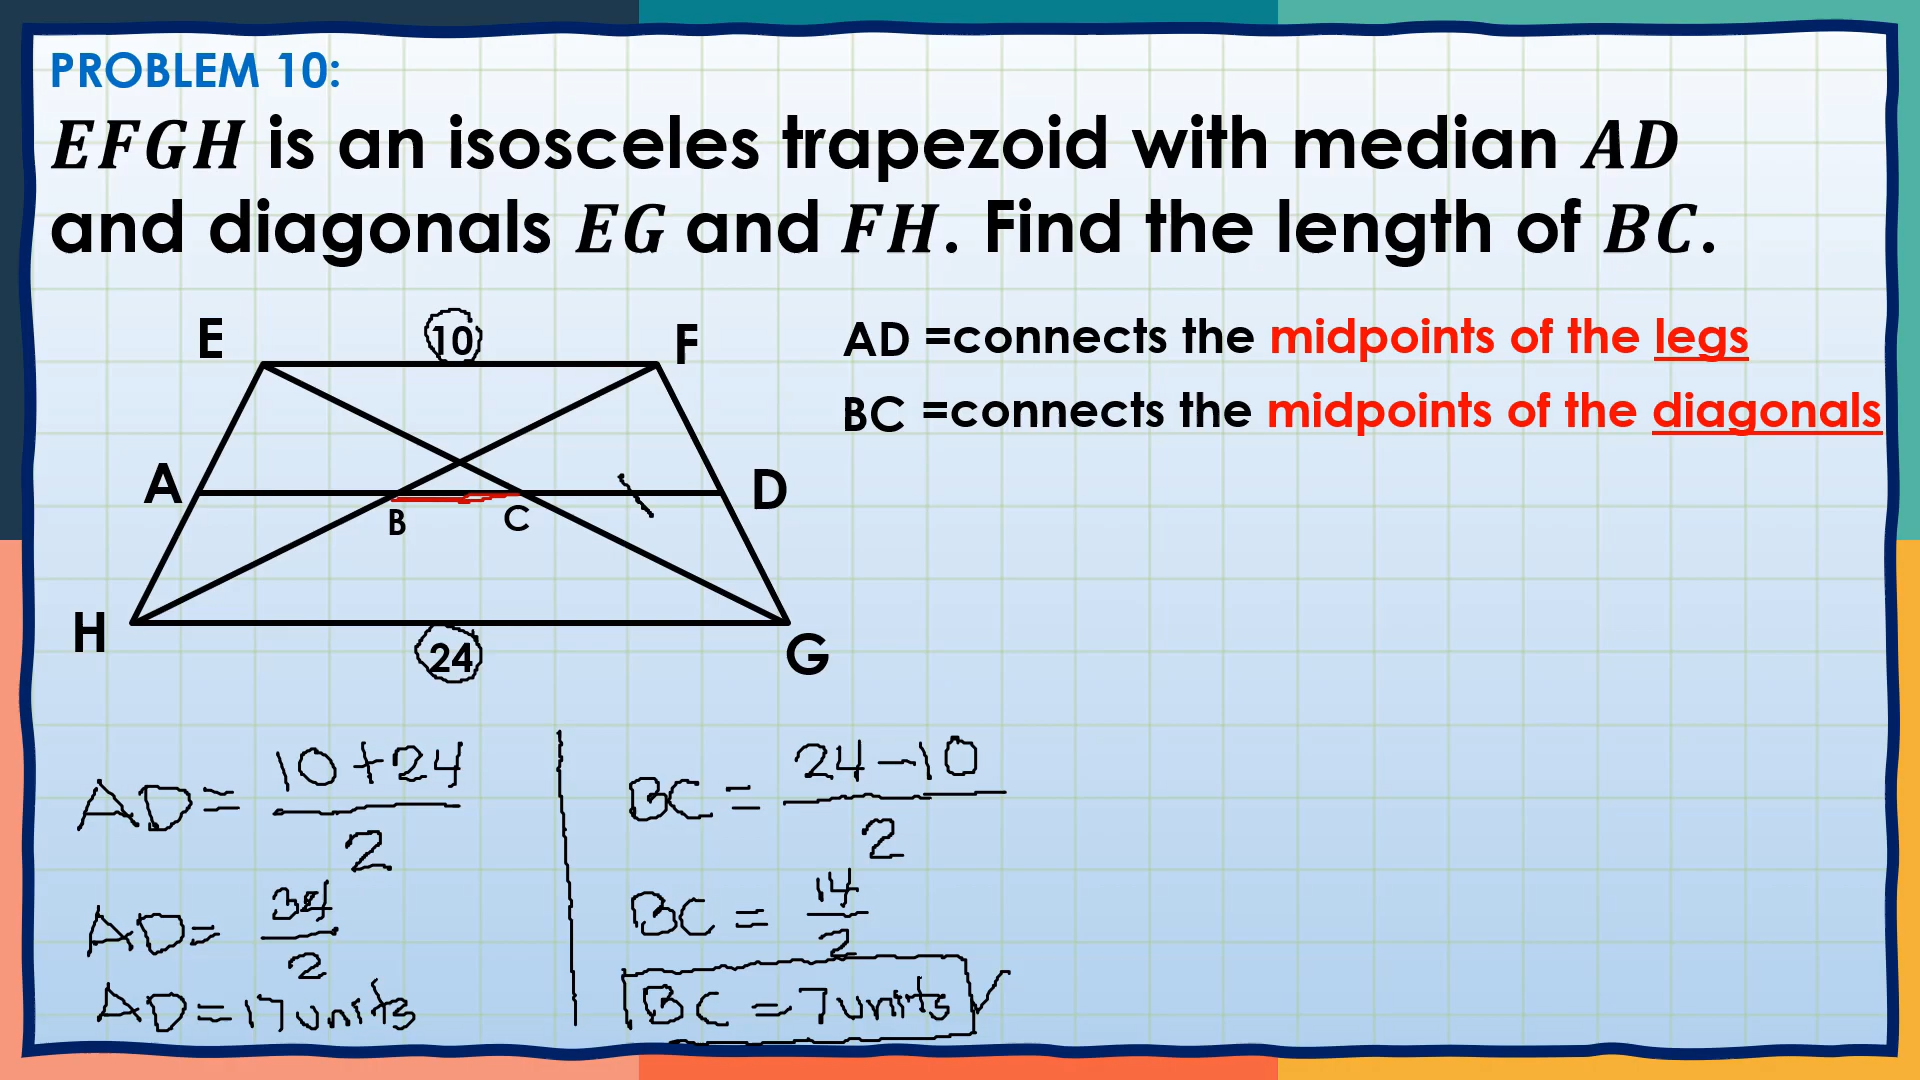 PROBLEM 10:
EFGH is an isosceles trapezoid with median AD
and diagonals EG and FH. Find the length of BC.
E 10 F
A D
B C
H 24 G
AD =connects the midpoints of the legs
BC =connects the midpoints of the diagonals
AD = 10+24/2
AD = 34/2
AD = 17 units
BC = 24-10/2
BC = 14/2
BC = 7 units ✓